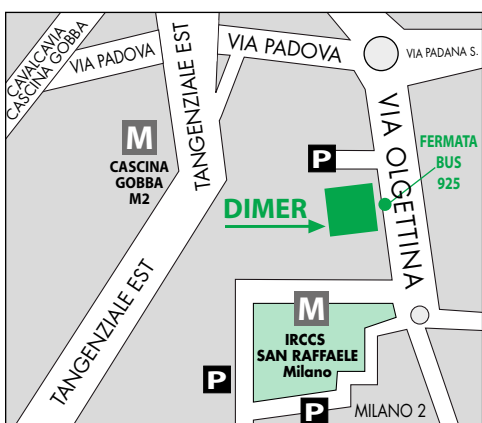 CAVALCAVIA
CASCINA GOBBA
VIA PADOVA
TANGENZIALE EST
VIA PADOVA
VIA PADANA S.
M
CASCINA
GOBBA
M2
P
VIA OLGETTINA
FERMATA
BUS
925
DIMER
TANGENZIALE EST
M
IRCCS
SAN RAFFAELE
Milano
P
P
MILANO 2